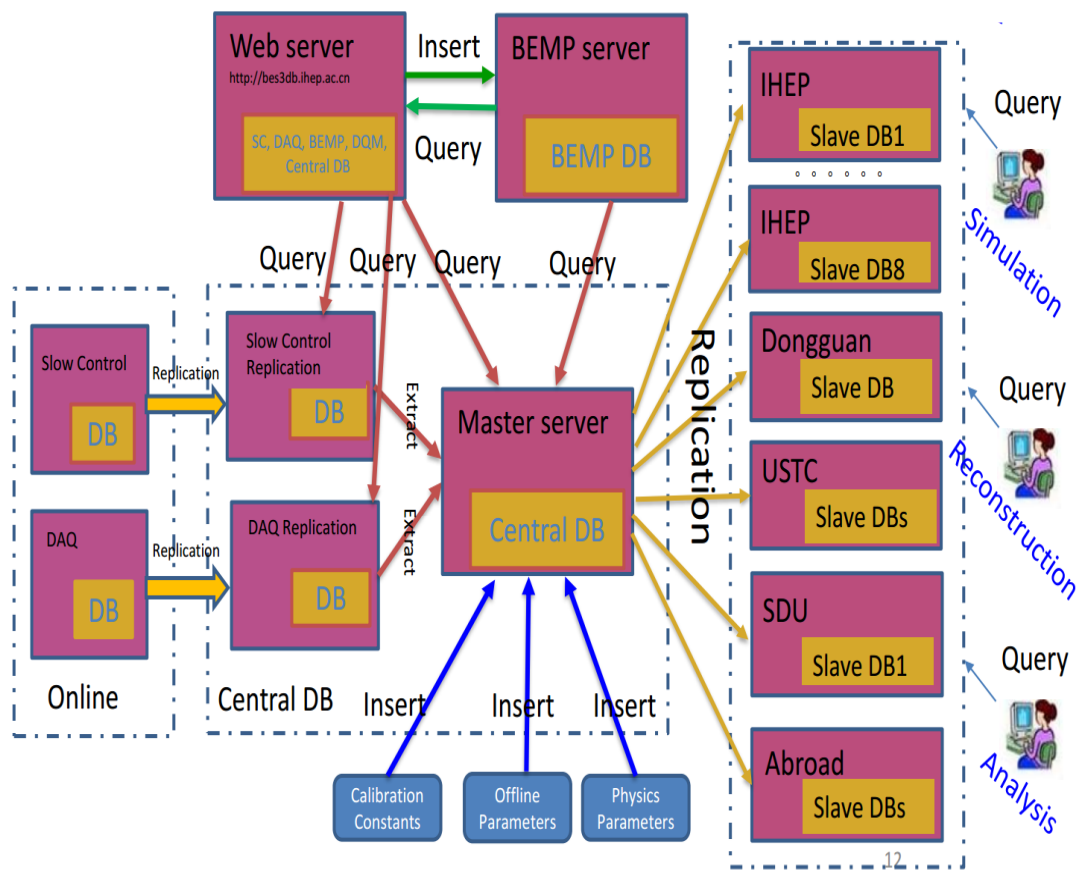 Web server
http://bes3db.ihep.ac.cn
SC, DAQ, BEMP, DQM,
Central DB
Insert
Query
BEMP server
BEMP DB
Query
Query
Query
Query
Online
Slow Control
DB
DAQ
DB
Replication
Replication
Central DB
Slow Control
Replication
DB
DAQ Replication
DB
Extract
Extract
Master server
Central DB
Insert
Insert
Insert
Calibration
Constants
Offline
Parameters
Physics
Parameters
Replication
IHEP
Slave DB1
IHEP
Slave DB8
Dongguan
Slave DB
USTC
Slave DBs
SDU
Slave DB1
Abroad
Slave DBs
12
Query
Simulation
Query
Reconstruction
Query
Analysis